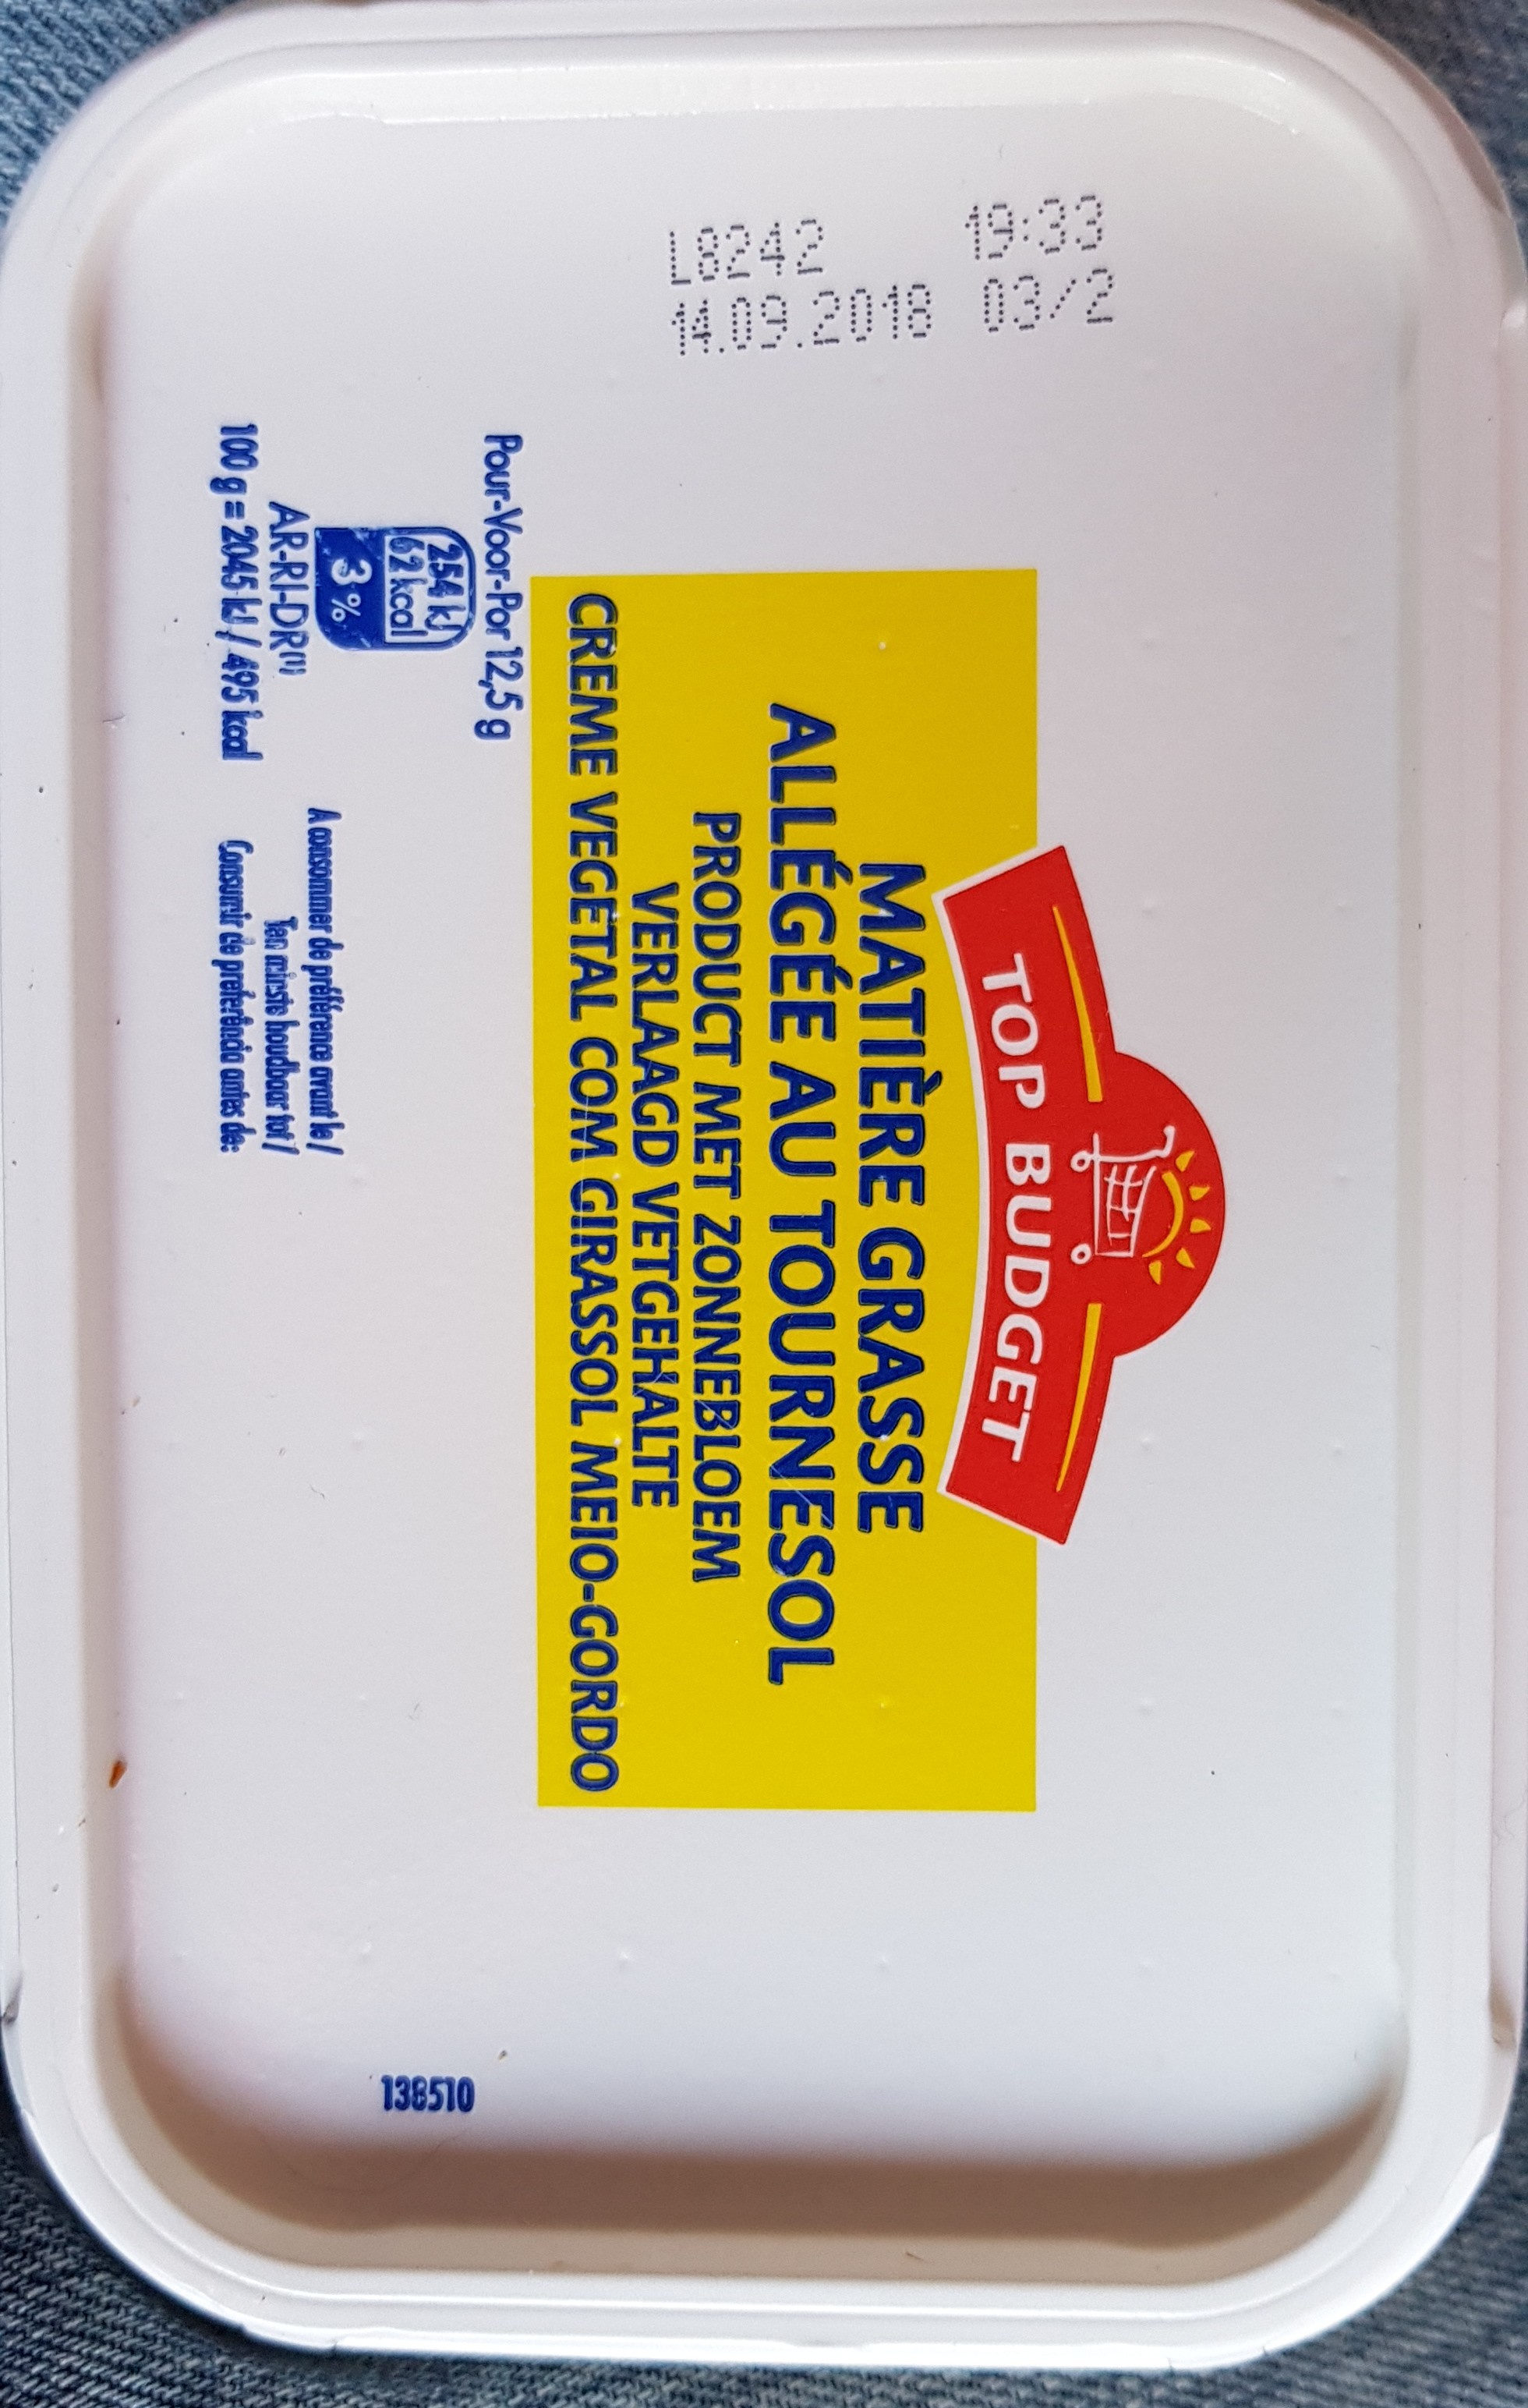 TOP BUDGET
MATIÈRE GRASSE
ALLÉGÉE AU TOURNESOL
PRODUCT MET ZONNEBLOEM
VERLAAGD VETGEHALTE
CREME VEGETAL COM GIRASSOL MEIO-GORDO
Pour-Voor-Por 12,5 g
254 kJ
62 kcal
3 %
AR-RI-DR(1)
100 g = 2045 kJ / 495 kcal
A consommer de préférence avant le /
Ten minste houdbaar tot /
Consumir de preferência antes de:
L8242 19:33
14.09.2018 03/2
138510